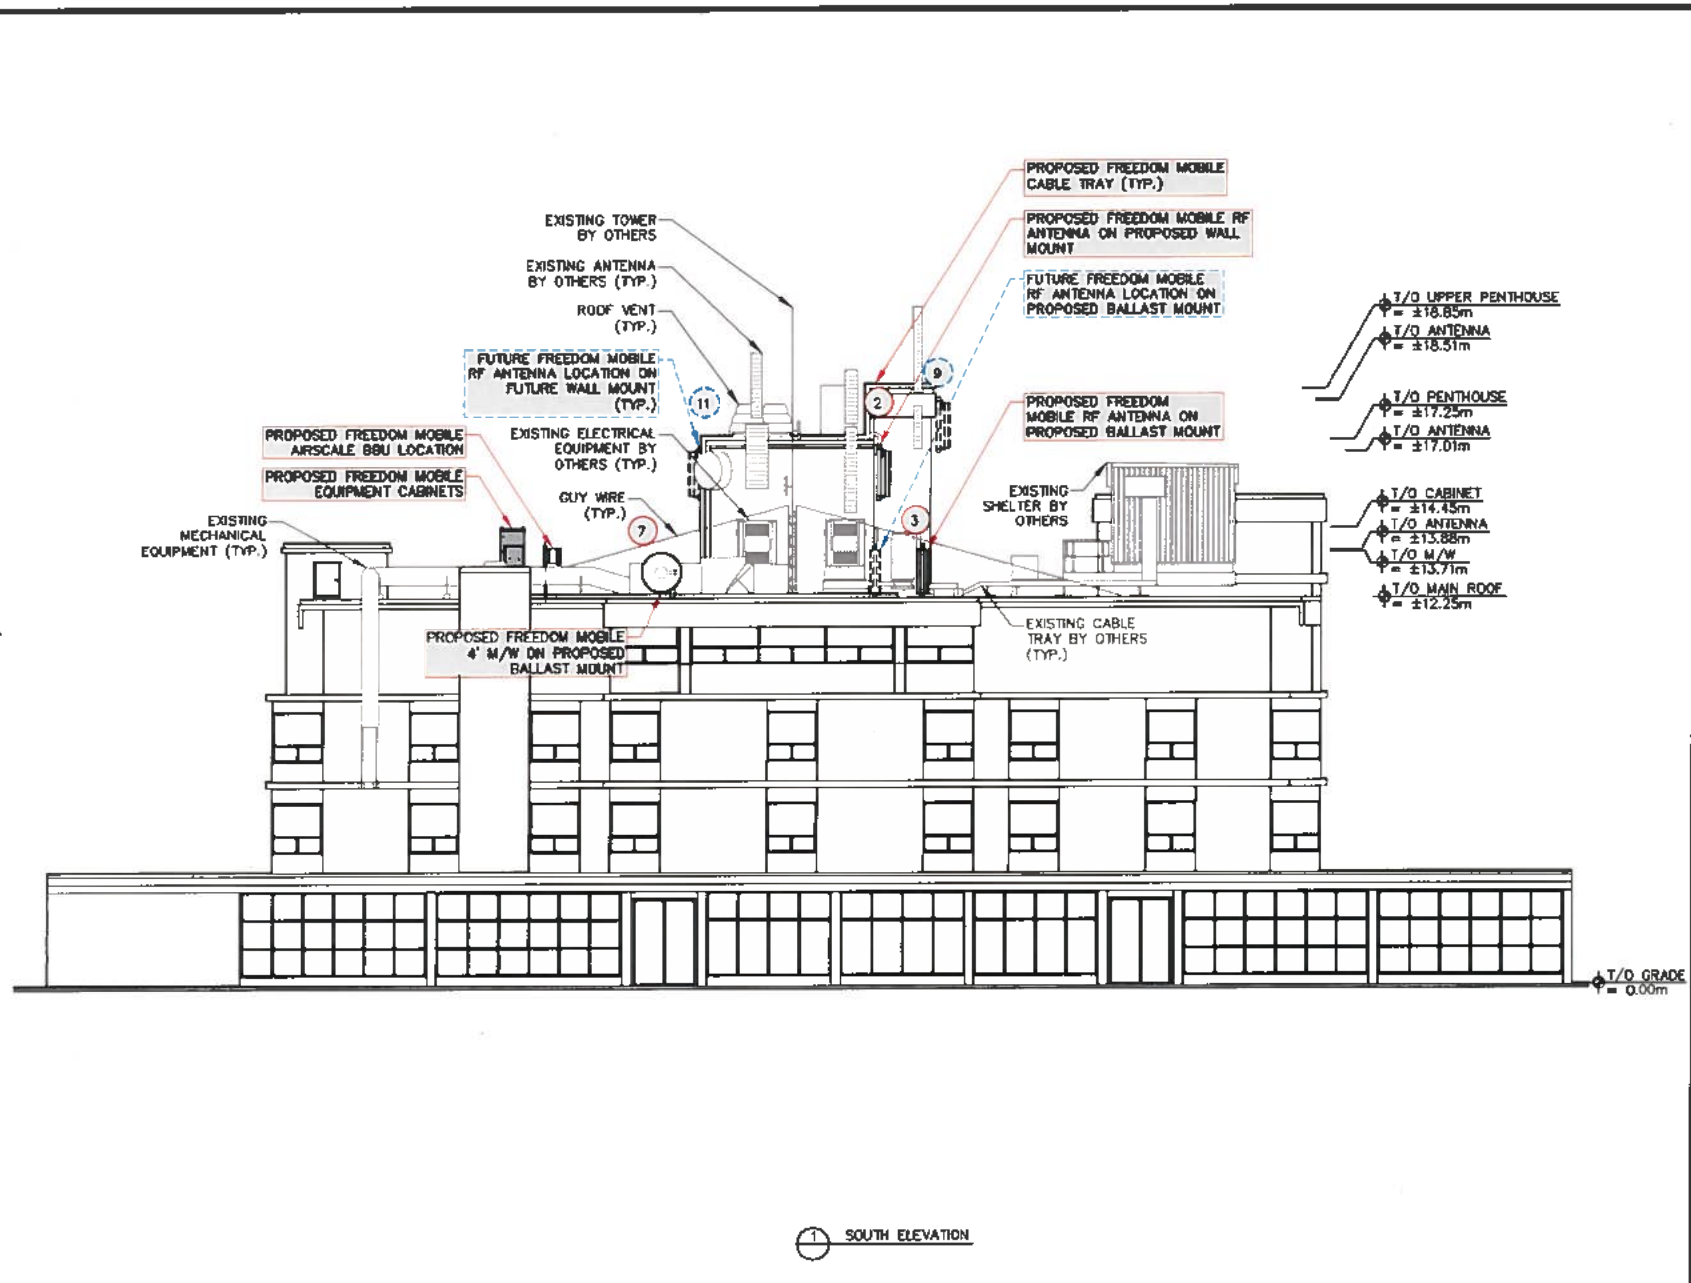 PROPOSED FREEDOM MOBILE
CABLE TRAY (TYP.)
PROPOSED FREEDOM MOBILE RF
ANTENNA ON PROPOSED WALL
MOUNT
FUTURE FREEDOM MOBILE
RF ANTENNA LOCATION ON
PROPOSED BALLAST MOUNT
EXISTING TOWER
BY OTHERS
EXISTING ANTENNA
BY OTHERS (TYP.)
ROOF VENT
(TYP.)
FUTURE FREEDOM MOBILE
RF ANTENNA LOCATION ON
FUTURE WALL MOUNT
(TYP.)
11
2
9
EXISTING ELECTRICAL
EQUIPMENT BY
OTHERS (TYP.)
PROPOSED FREEDOM MOBILE
AIRSCALE BBU LOCATION
PROPOSED FREEDOM MOBILE
EQUIPMENT CABINETS
GUY WIRE
(TYP.)
7
3
EXISTING
MECHANICAL
EQUIPMENT (TYP.)
PROPOSED FREEDOM
MOBILE RF ANTENNA ON
PROPOSED BALLAST MOUNT
EXISTING
SHELTER BY
OTHERS
PROPOSED FREEDOM MOBILE
4' M/W ON PROPOSED
BALLAST MOUNT
EXISTING CABLE
TRAY BY OTHERS
(TYP.)
T/O UPPER PENTHOUSE
= ±18.85m
T/O ANTENNA
= ±18.51m
T/O PENTHOUSE
= ±17.25m
T/O ANTENNA
= ±17.01m
T/O CABINET
= ±14.45m
T/O ANTENNA
= ±13.88m
T/O M/W
= ±13.71m
T/O MAIN ROOF
= ±12.25m
T/O GRADE
= 0.00m
1 SOUTH ELEVATION